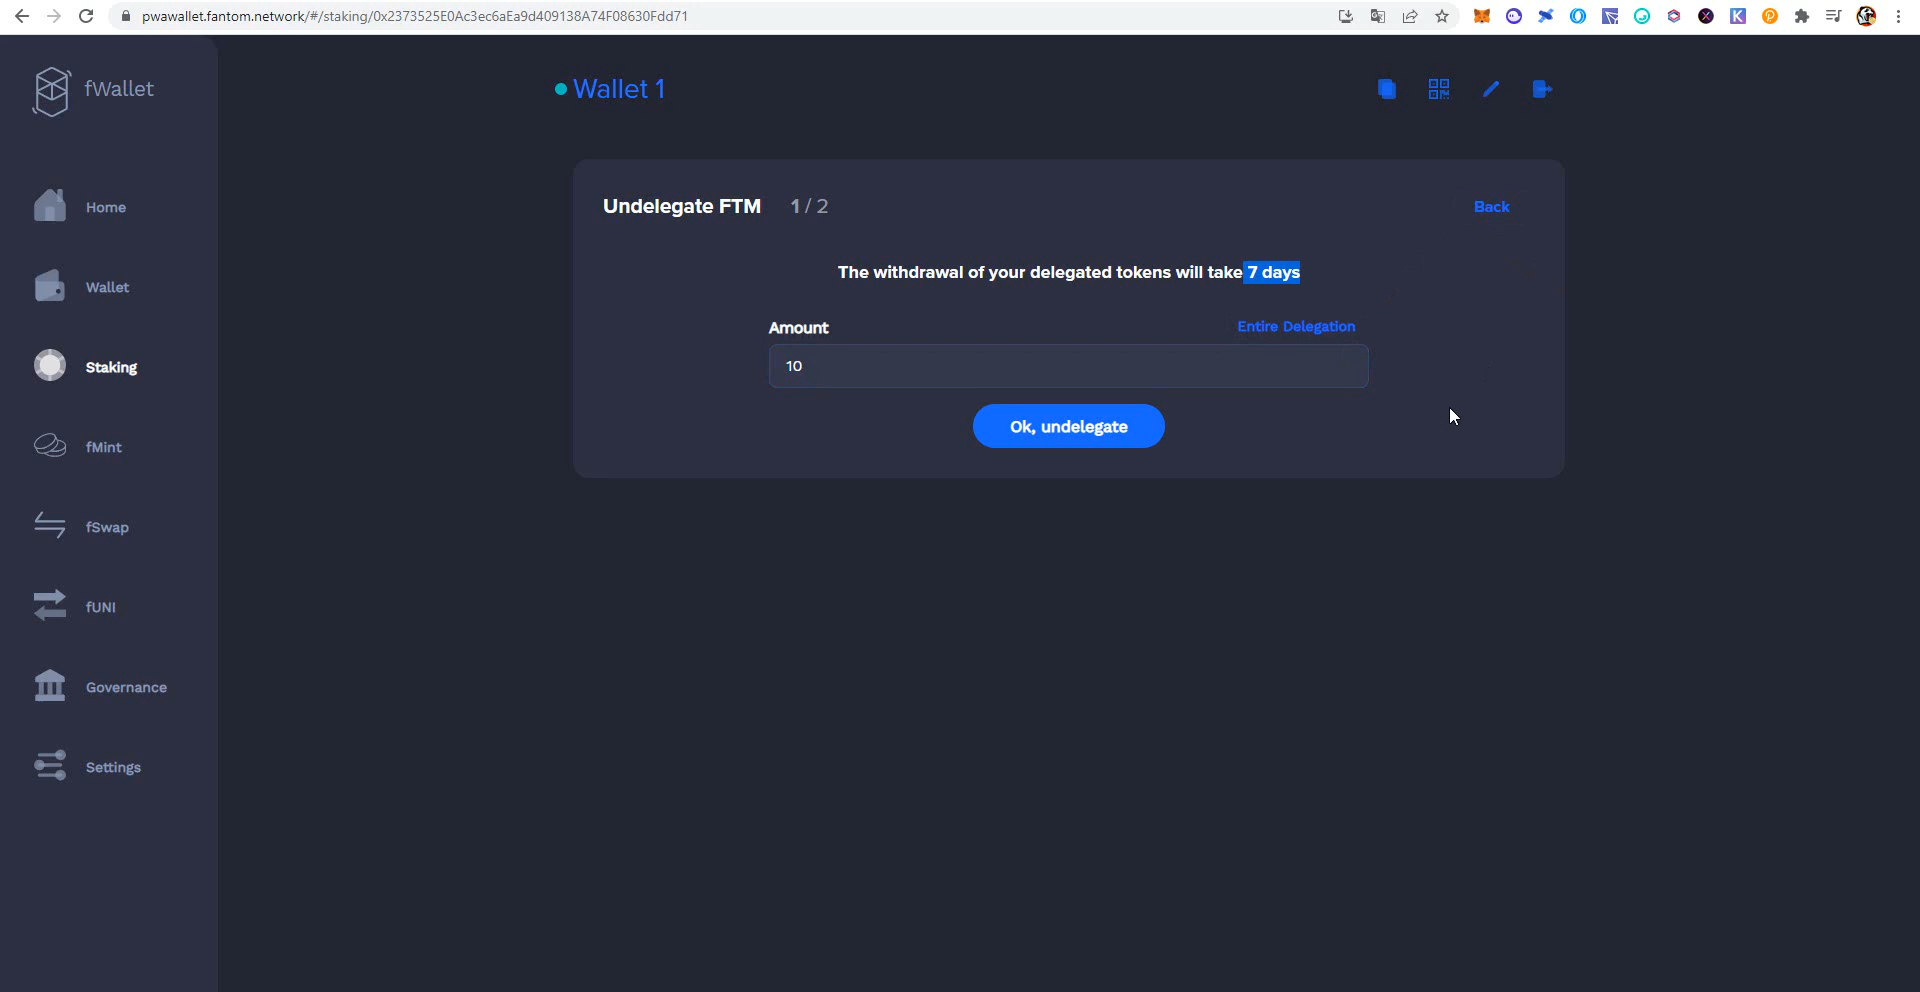 pwawallet.fantom.network/#/staking/0x2373525E0Ac3ec6aEa9d409138A74F08630Fdd71
fWallet
Wallet 1
Home
Wallet
Staking
fMint
fSwap
fUNI
Governance
Settings
Undelegate FTM 1 / 2
Back
The withdrawal of your delegated tokens will take 7 days
Amount
Entire Delegation
10
Ok, undelegate